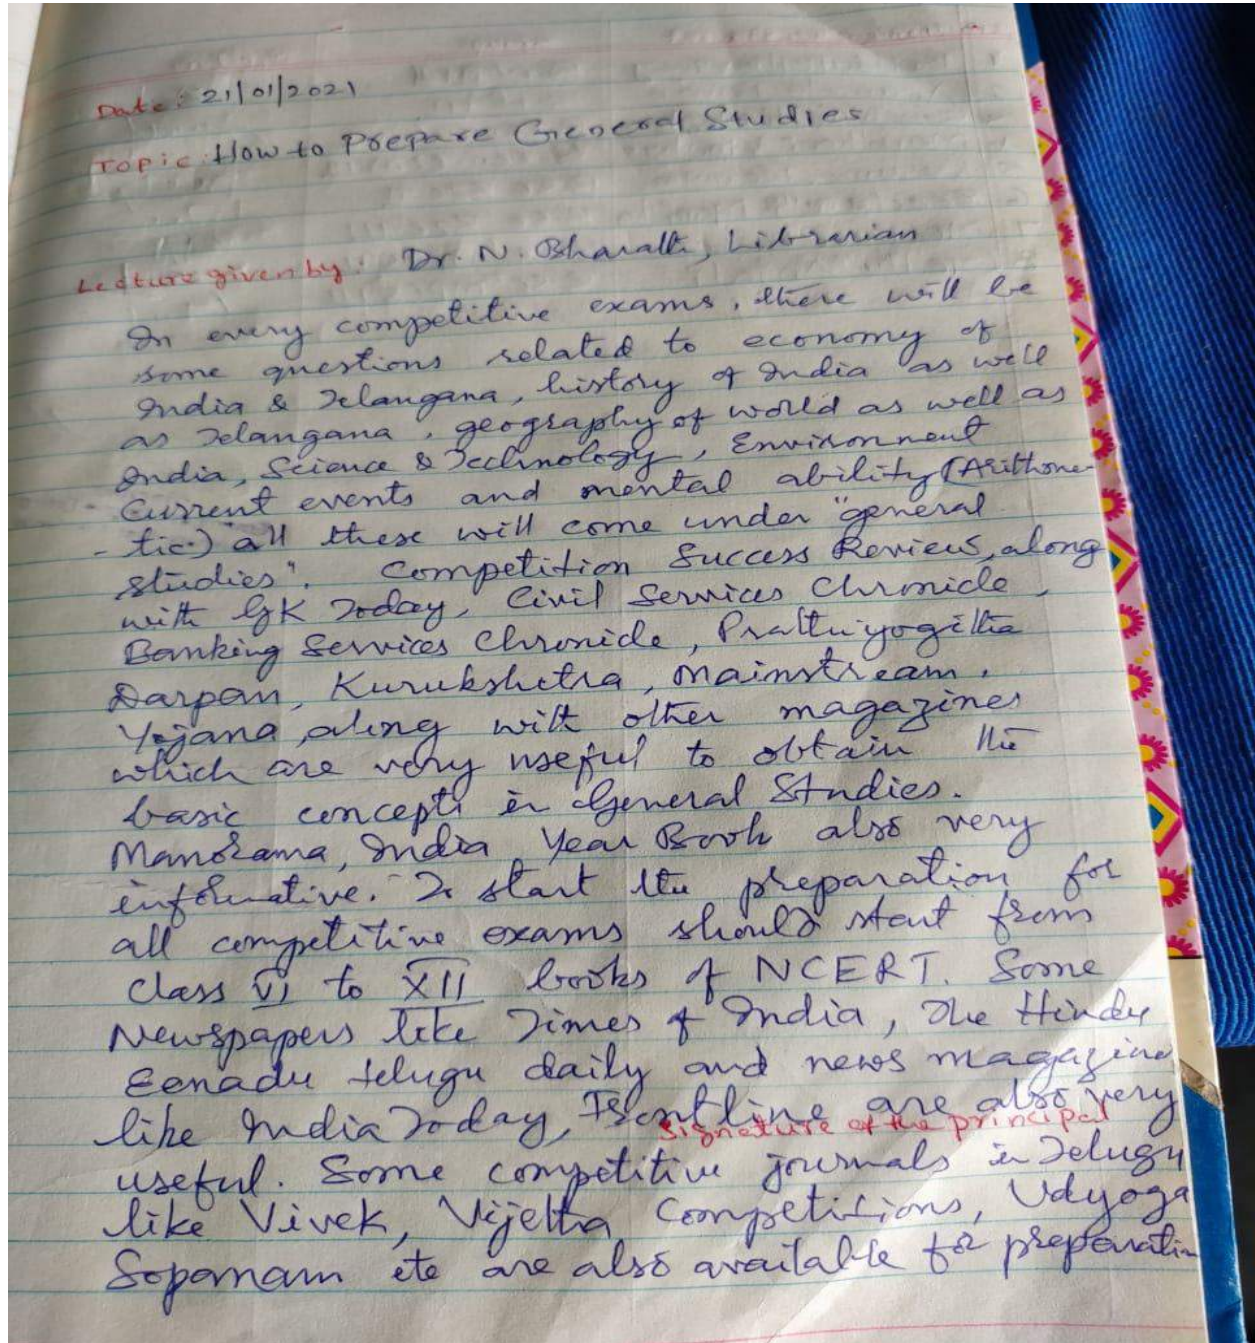 Date: 21/01/2021
Topic: How to Prepare General Studies
Lecture given by: Dr. N. Bharath, Librarian
In every competitive exams, there will be
some questions related to economy of
India & Telangana, history of India as well
as Telangana, geography of world as well as
India, Science & Technology, Environment
Current events and mental ability (Arithme-
- tic.) all these will come under "general
studies". Competition Success Review, along
with GK Today, Civil Services Chronicle,
Banking Services Chronicle, Prathiyogitha
Darpan, Kurukshetra, Mainstream,
Yojana, along with other magazines
which are very useful to obtain the
basic concepts in General Studies.
Manorama, India Year Book also very
informative. To start the preparation for
all competitive exams should start from
Class VI to XII books of NCERT. Some
Newspapers like Times of India, The Hindu
Eenadu telugu daily and news magazine
like India Today, Frontline are also very
Signature of the principal
useful. Some competitive journals in Telugu
like Vivek, Vijetha Competitions, Udyoga
Sopanam etc are also available for preparation